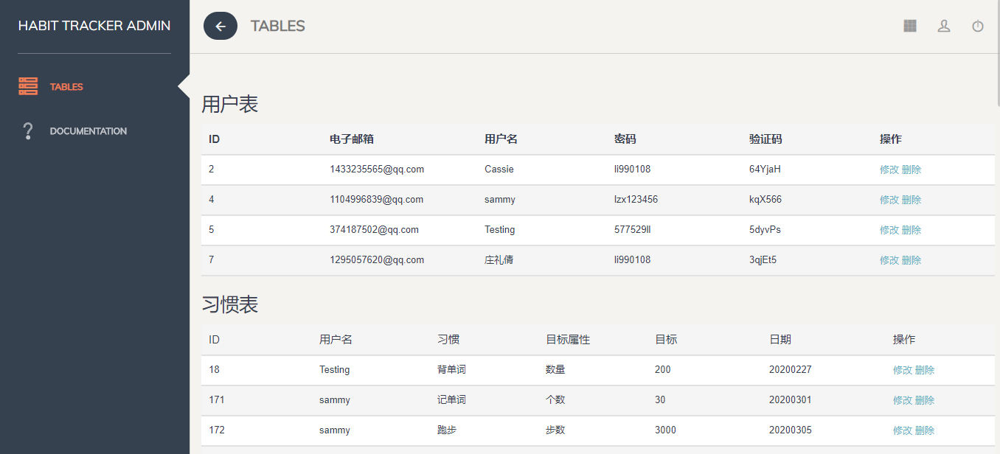 HABIT TRACKER ADMIN
TABLES
TABLES
DOCUMENTATION
用户表
ID 电子邮箱 用户名 密码 验证码 操作
2 1433235565@qq.com Cassie li990108 64YjaH 修改 删除
4 1104996839@qq.com sammy lzx123456 kqX566 修改 删除
5 374187502@qq.com Testing 577529ll 5dyvPs 修改 删除
7 1295057620@qq.com 庄礼倩 li990108 3qjEt5 修改 删除
习惯表
ID 用户名 习惯 目标属性 目标 日期 操作
18 Testing 背单词 数量 200 20200227 修改 删除
171 sammy 记单词 个数 30 20200301 修改 删除
172 sammy 跑步 步数 3000 20200305 修改 删除